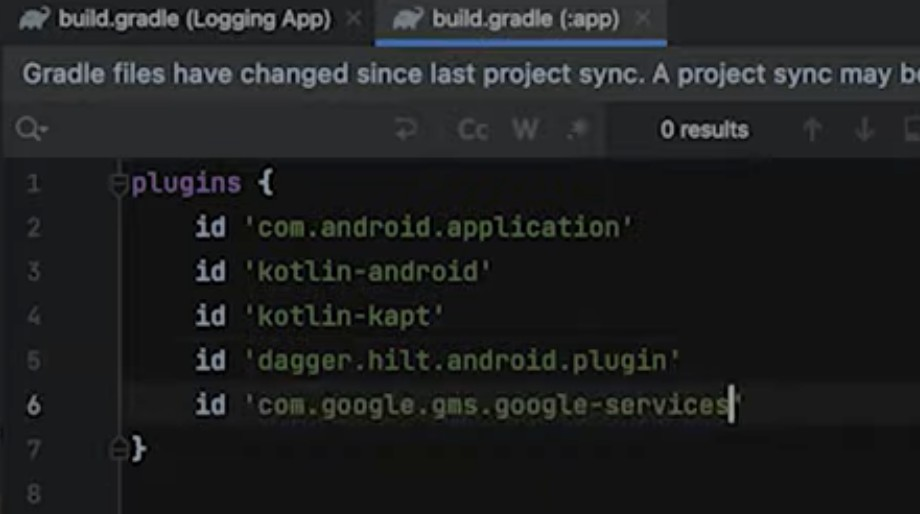 build.gradle (Logging App) build.gradle (:app)
Gradle files have changed since last project sync. A project sync may
Cc W .* 0 results
1 plugins {
2 id 'com.android.application'
3 id 'kotlin-android'
4 id 'kotlin-kapt'
5 id 'dagger.hilt.android.plugin'
6 id 'com.google.gms.google-services'
7 }
8